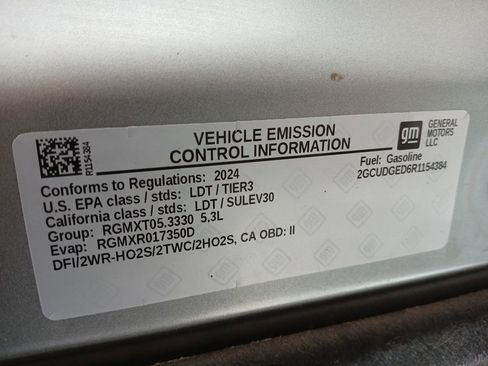 R1154384
VEHICLE EMISSION
CONTROL INFORMATION
gm
GENERAL
MOTORS
LLC
Conforms to Regulations: 2024
Fuel: Gasoline
U.S. EPA class / stds: LDT / TIER3
2GCUDGED6R1154384
California class / stds: LDT / SULEV30
Group: RGMXT05.3330 5.3L
Evap: RGMXR017350D
DFI/2WR-HO2S/2TWC/2HO2S, CA OBD: II